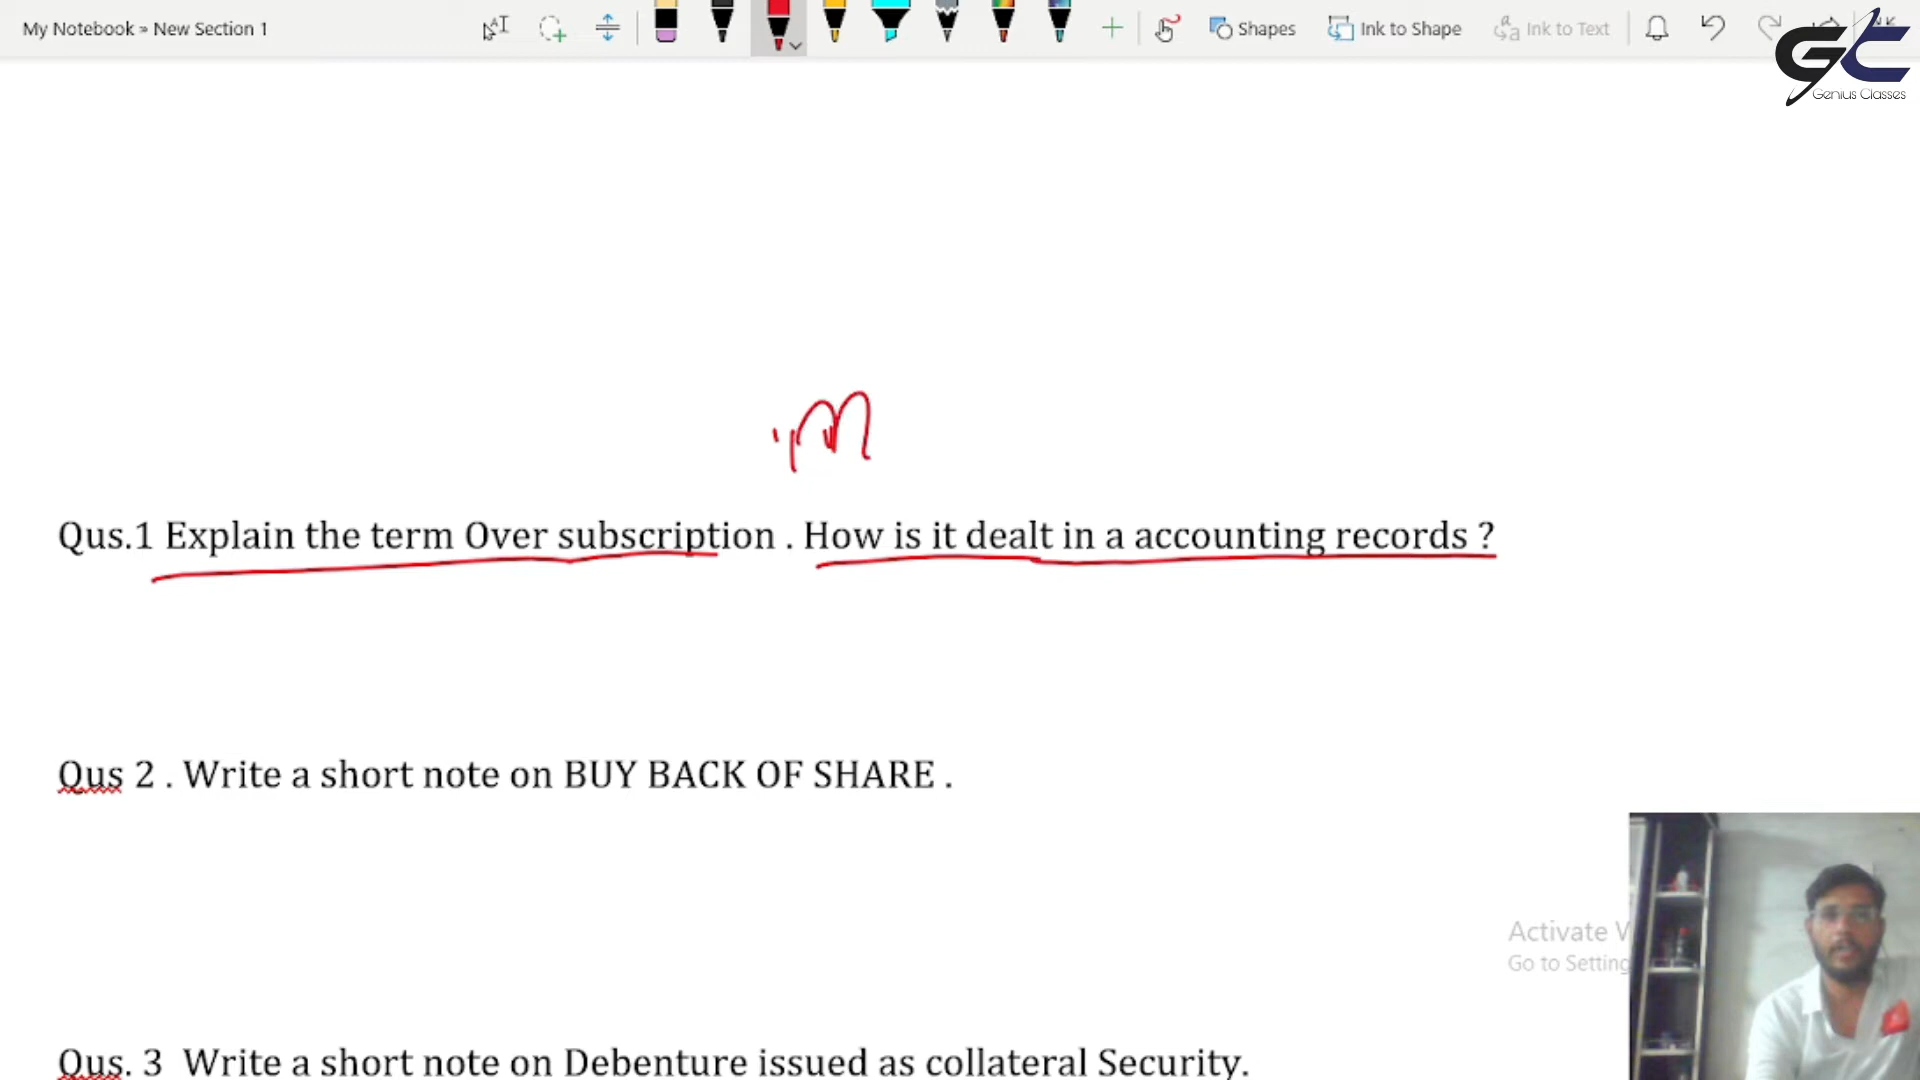 My Notebook » New Section 1
Shapes
Ink to Shape
Ink to Text
GC
Genius Classes
Qus.1 Explain the term Over subscription . How is it dealt in a accounting records ?
Qus 2 . Write a short note on BUY BACK OF SHARE .
Activate
Go to Setting
Qus. 3 Write a short note on Debenture issued as collateral Security.